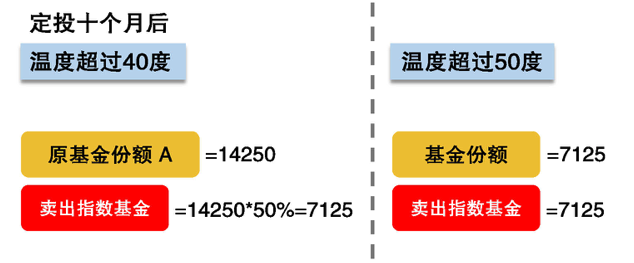 定投十个月后
温度超过40度
原基金份额 A =14250
卖出指数基金 =14250*50%=7125
温度超过50度
基金份额 =7125
卖出指数基金 =7125